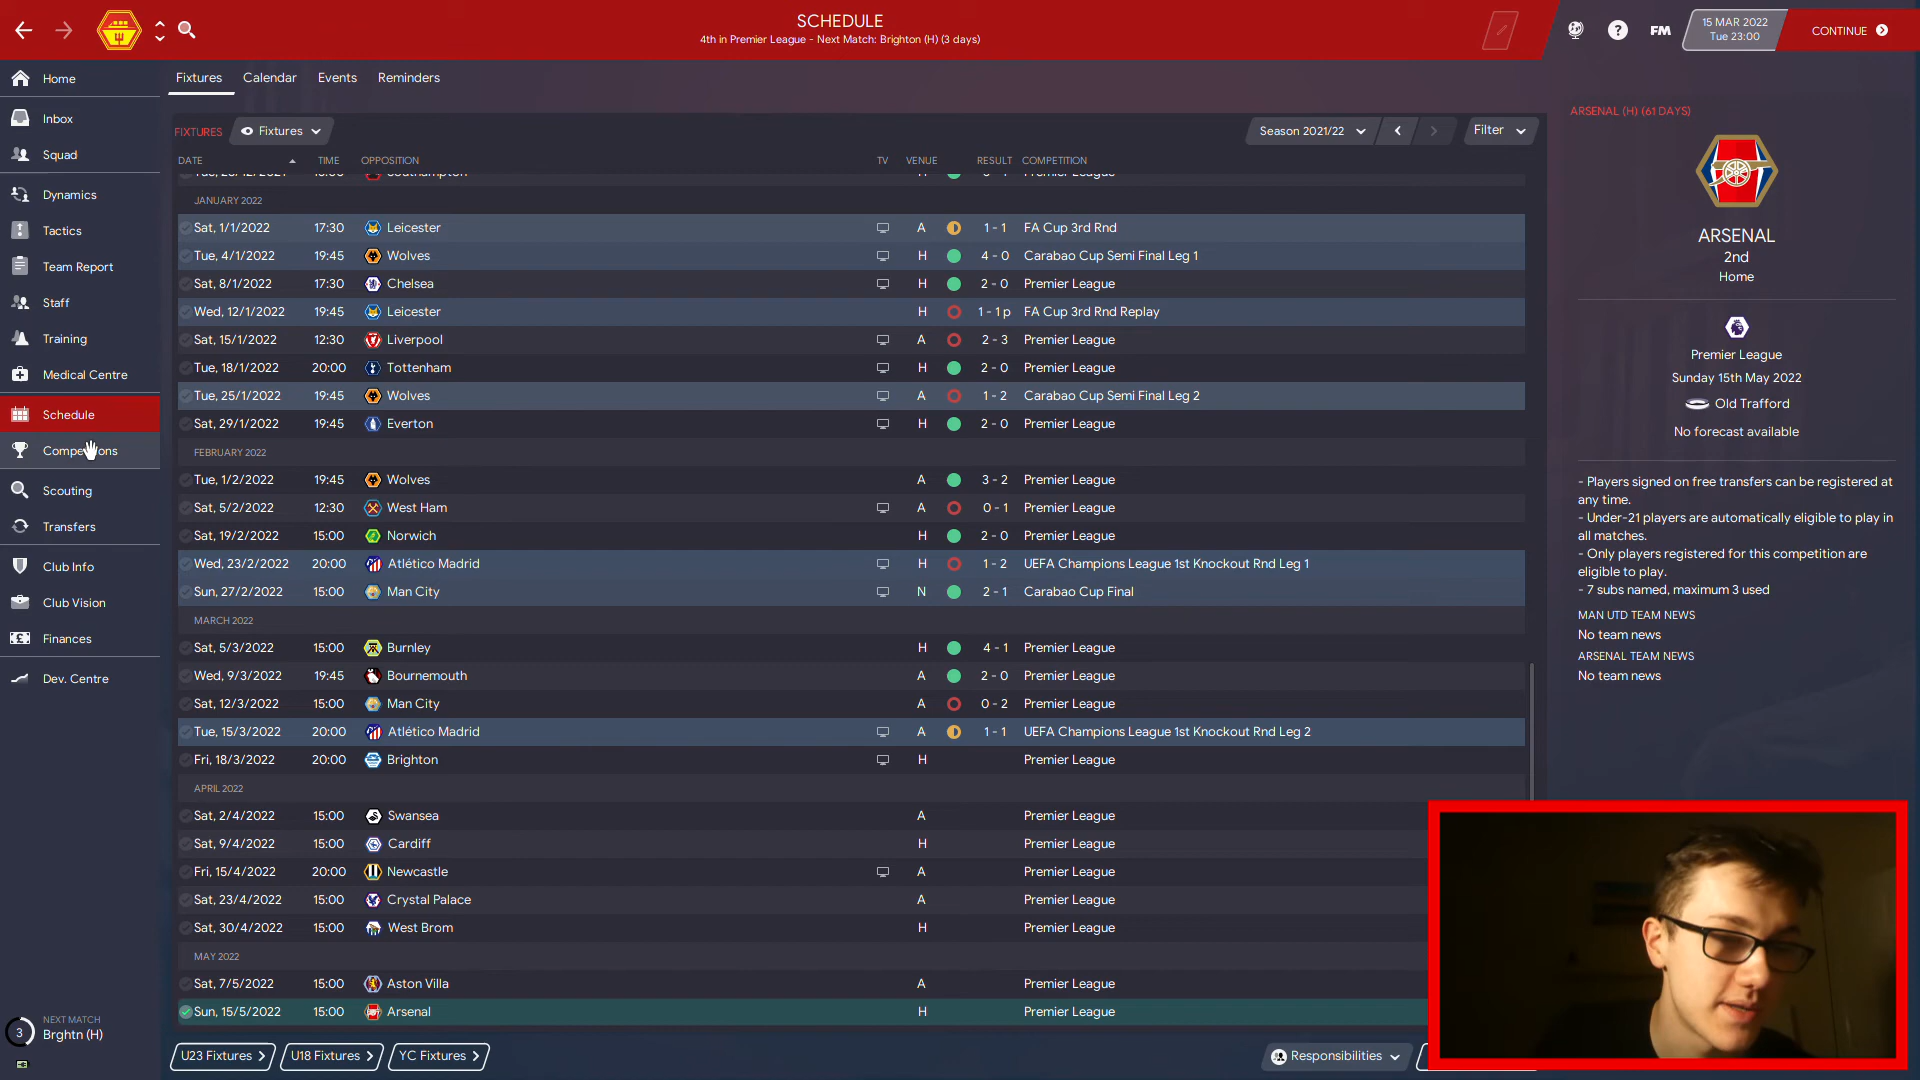 SCHEDULE
4th in Premier League - Next Match: Brighton (H) (3 days)
FM
15 MAR 2022
Tue 23:00
CONTINUE
Home
Inbox
Squad
Dynamics
Tactics
Team Report
Staff
Training
Medical Centre
Schedule
Scouting
Transfers
Club Info
Club Vision
Finances
Dev. Centre
3
NEXT MATCH
Brghtn (H)
Fixtures Calendar Events Reminders
FIXTURES Fixtures Season 2021/22 Filter
DATE TIME OPPOSITION TV VENUE RESULT COMPETITION
JANUARY 2022
Sat, 1/1/2022 17:30 Leicester A 1 - 1 FA Cup 3rd Rnd
Tue, 4/1/2022 19:45 Wolves H 4 - 0 Carabao Cup Semi Final Leg 1
Sat, 8/1/2022 17:30 Chelsea H 2 - 0 Premier League
Wed, 12/1/2022 19:45 Leicester H 1 - 1 p FA Cup 3rd Rnd Replay
Sat, 15/1/2022 12:30 Liverpool A 2 - 3 Premier League
Tue, 18/1/2022 20:00 Tottenham H 2 - 0 Premier League
Tue, 25/1/2022 19:45 Wolves A 1 - 2 Carabao Cup Semi Final Leg 2
Sat, 29/1/2022 19:45 Everton H 2 - 0 Premier League
FEBRUARY 2022
Tue, 1/2/2022 19:45 Wolves A 3 - 2 Premier League
Sat, 5/2/2022 12:30 West Ham A 0 - 1 Premier League
Sat, 19/2/2022 15:00 Norwich H 2 - 0 Premier League
Wed, 23/2/2022 20:00 Atlético Madrid H 1 - 2 UEFA Champions League 1st Knockout Rnd Leg 1
Sun, 27/2/2022 15:00 Man City N 2 - 1 Carabao Cup Final
MARCH 2022
Sat, 5/3/2022 15:00 Burnley H 4 - 1 Premier League
Wed, 9/3/2022 19:45 Bournemouth A 2 - 0 Premier League
Sat, 12/3/2022 15:00 Man City A 0 - 2 Premier League
Tue, 15/3/2022 20:00 Atlético Madrid A 1 - 1 UEFA Champions League 1st Knockout Rnd Leg 2
Fri, 18/3/2022 20:00 Brighton H Premier League
APRIL 2022
Sat, 2/4/2022 15:00 Swansea A Premier League
Sat, 9/4/2022 15:00 Cardiff H Premier League
Fri, 15/4/2022 20:00 Newcastle A Premier League
Sat, 23/4/2022 15:00 Crystal Palace A Premier League
Sat, 30/4/2022 15:00 West Brom H Premier League
MAY 2022
Sat, 7/5/2022 15:00 Aston Villa A Premier League
Sun, 15/5/2022 15:00 Arsenal H Premier League
U23 Fixtures U18 Fixtures YC Fixtures Responsibilities
ARSENAL (H) (61 DAYS)
ARSENAL
2nd
Home
Premier League
Sunday 15th May 2022
Old Trafford
No forecast available
- Players signed on free transfers can be registered at
any time.
- Under-21 players are automatically eligible to play in
all matches.
- Only players registered for this competition are
eligible to play.
- 7 subs named, maximum 3 used
MAN UTD TEAM NEWS
No team news
ARSENAL TEAM NEWS
No team news